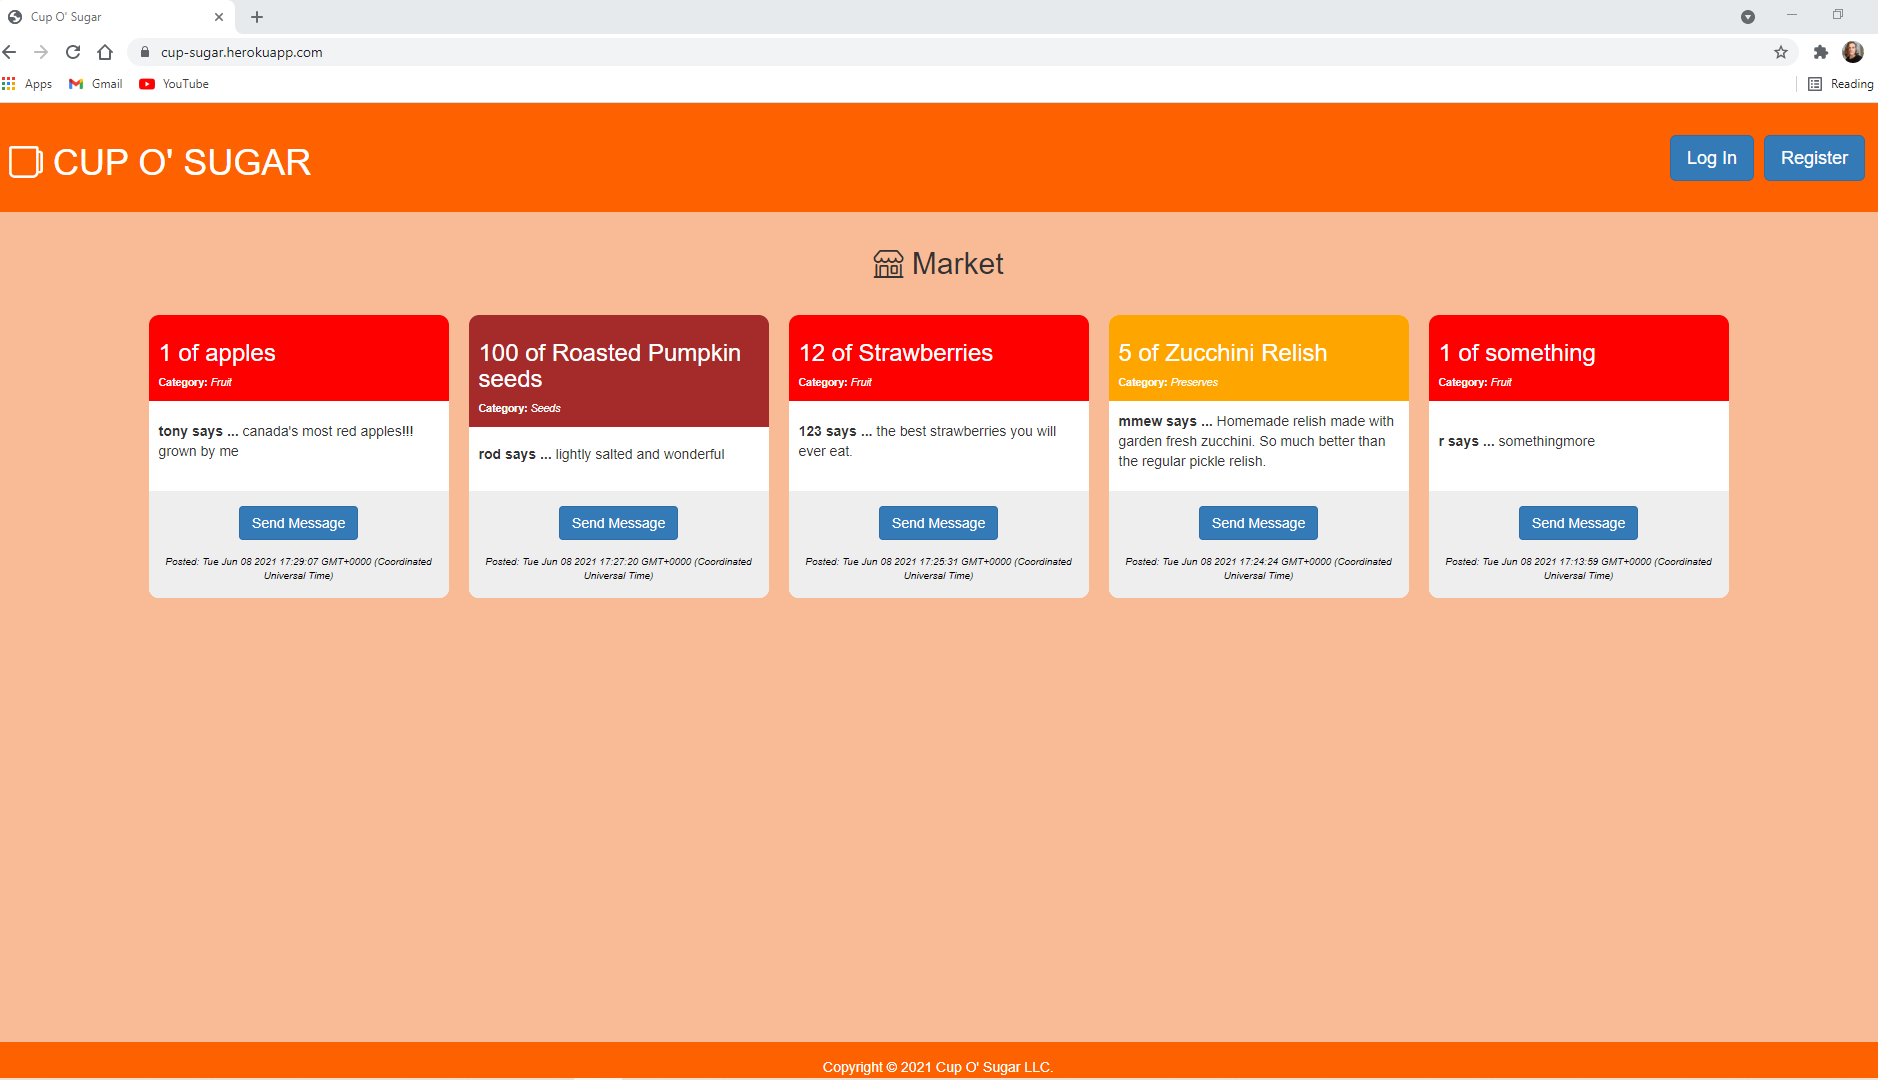 Cup O' Sugar
cup-sugar.herokuapp.com
Apps Gmail YouTube Reading
CUP O' SUGAR
Log In Register
Market
1 of apples
Category: Fruit
tony says ... canada's most red apples!!!
grown by me
Send Message
Posted: Tue Jun 08 2021 17:29:07 GMT+0000 (Coordinated
Universal Time)
100 of Roasted Pumpkin
seeds
Category: Seeds
rod says ... lightly salted and wonderful
Send Message
Posted: Tue Jun 08 2021 17:27:20 GMT+0000 (Coordinated
Universal Time)
12 of Strawberries
Category: Fruit
123 says ... the best strawberries you will
ever eat.
Send Message
Posted: Tue Jun 08 2021 17:25:31 GMT+0000 (Coordinated
Universal Time)
5 of Zucchini Relish
Category: Preserves
mmew says ... Homemade relish made with
garden fresh zucchini. So much better than
the regular pickle relish.
Send Message
Posted: Tue Jun 08 2021 17:24:24 GMT+0000 (Coordinated
Universal Time)
1 of something
Category: Fruit
r says ... somethingmore
Send Message
Posted: Tue Jun 08 2021 17:13:59 GMT+0000 (Coordinated
Universal Time)
Copyright © 2021 Cup O' Sugar LLC.